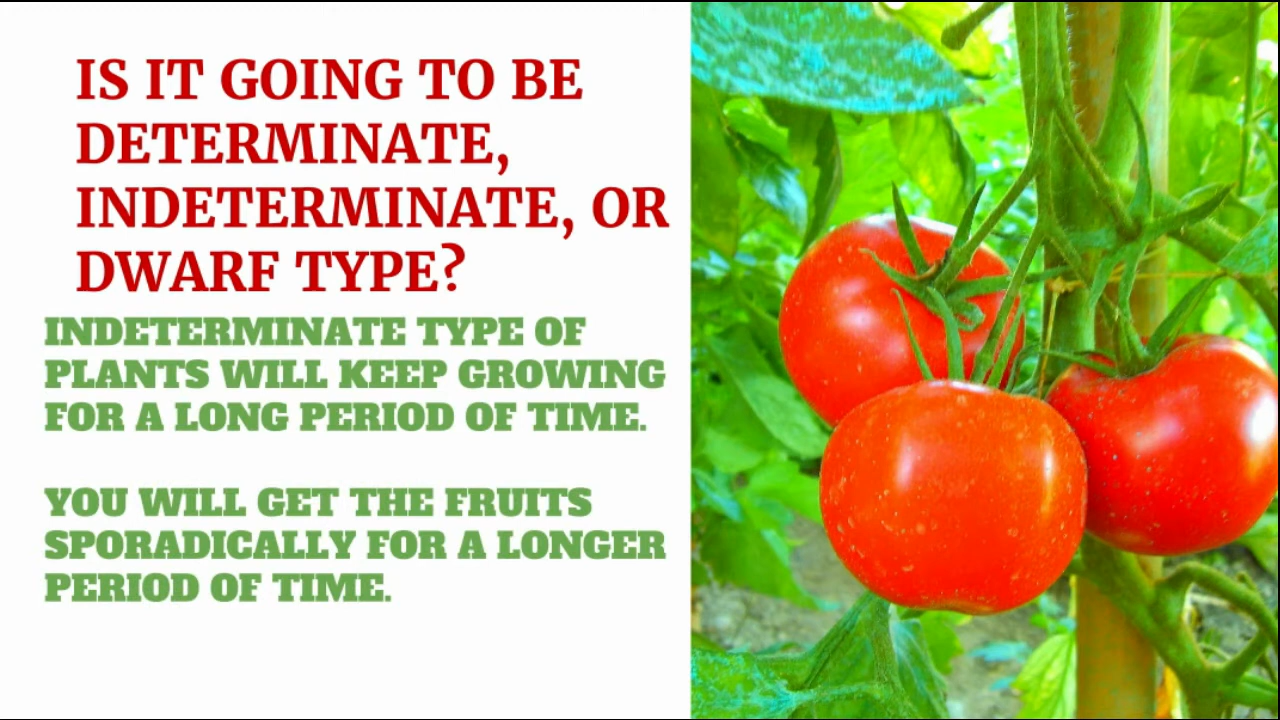 IS IT GOING TO BE
DETERMINATE,
INDETERMINATE, OR
DWARF TYPE?
INDETERMINATE TYPE OF
PLANTS WILL KEEP GROWING
FOR A LONG PERIOD OF TIME.
YOU WILL GET THE FRUITS
SPORADICALLY FOR A LONGER
PERIOD OF TIME.